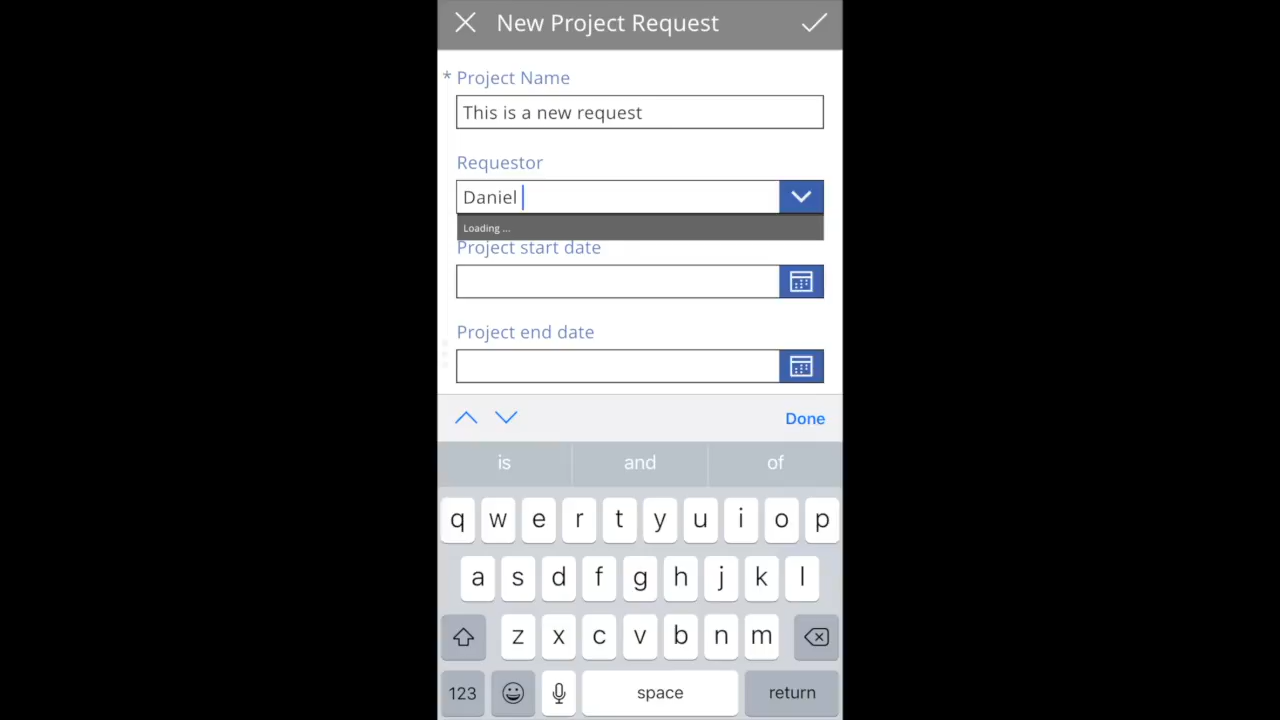 New Project Request
* Project Name
This is a new request
Requestor
Daniel
Loading ...
Project start date
Project end date
Done
is and of
q w e r t y u i o p
a s d f g h j k l
z x c v b n m
123 space return